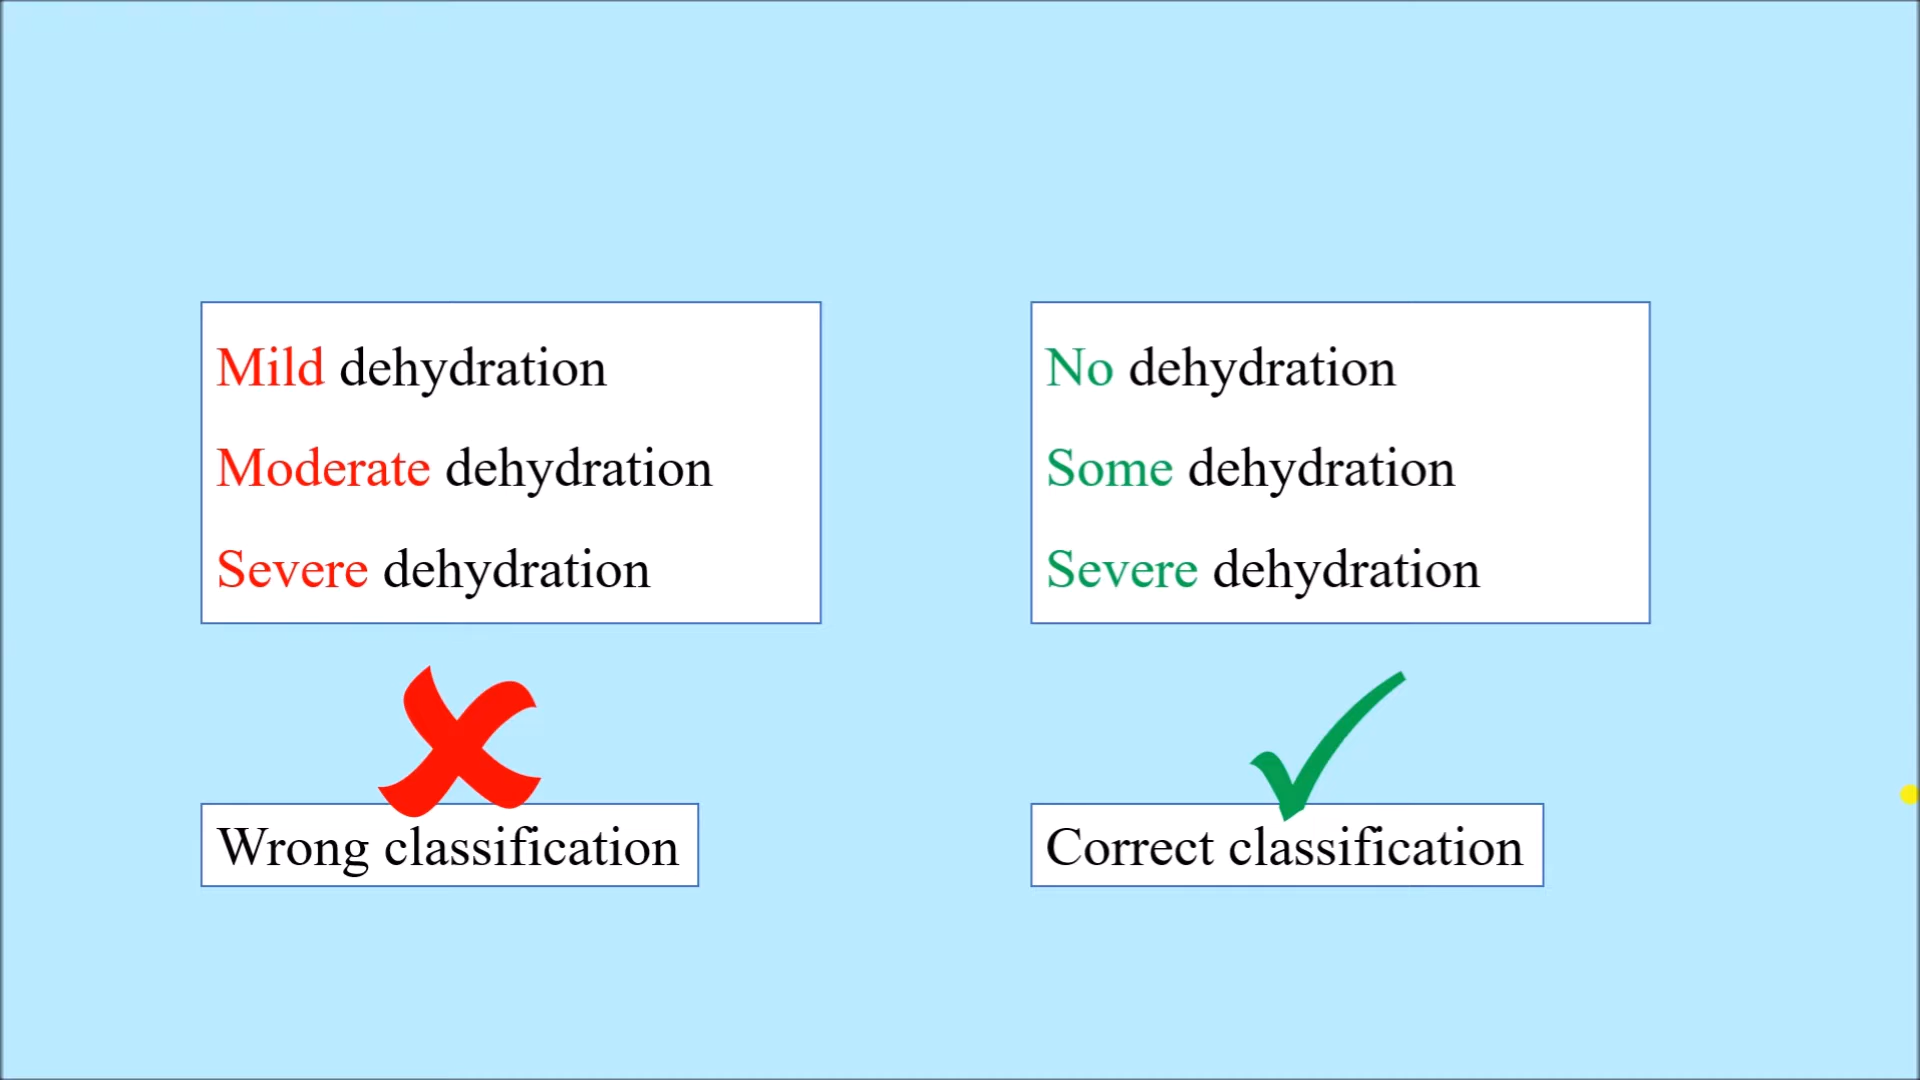 Mild dehydration
Moderate dehydration
Severe dehydration
Wrong classification
No dehydration
Some dehydration
Severe dehydration
Correct classification